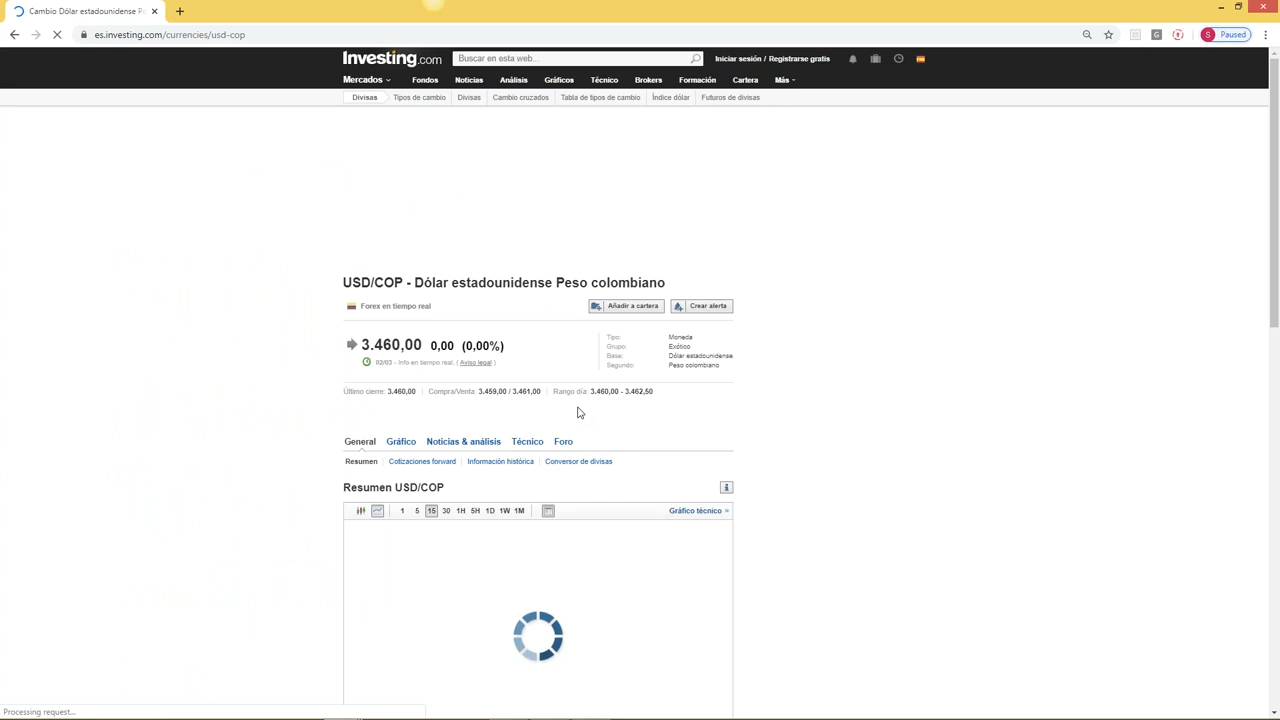 Cambio Dólar estadounidense P
es.investing.com/currencies/usd-cop
S Paused
Investing.com
Buscar en esta web...
Iniciar sesión / Registrarse gratis
Mercados Fondos Noticias Análisis Gráficos Técnico Brokers Formación Cartera Más
Divisas Tipos de cambio Divisas Cambio cruzados Tabla de tipos de cambio Índice dólar Futuros de divisas
USD/COP - Dólar estadounidense Peso colombiano
Forex en tiempo real Añadir a cartera Crear alerta
3.460,00 0,00 (0,00%)
02/03 - Info en tiempo real. ( Aviso legal )
Tipo: Moneda
Grupo: Exótico
Base: Dólar estadounidense
Segundo: Peso colombiano
Último cierre: 3.460,00 Compra/Venta: 3.459,00 / 3.461,00 Rango día: 3.460,00 - 3.462,50
General Gráfico Noticias & análisis Técnico Foro
Resumen Cotizaciones forward Información histórica Conversor de divisas
Resumen USD/COP
1 5 15 30 1H 5H 1D 1W 1M Gráfico técnico »
Processing request...